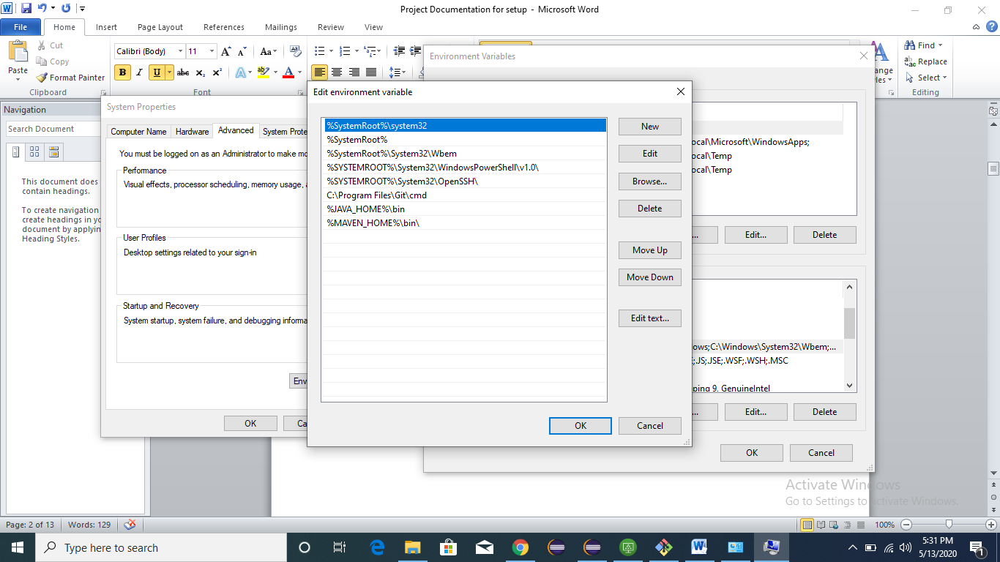 Project Documentation for setup - Microsoft Word
File Home Insert Page Layout References Mailings Review View
Paste
Cut
Copy
Format Painter
Clipboard
Calibri (Body) 11
Font
Find
Replace
Select
Editing
Navigation
Search Document
This document does
contain headings.
To create navigation
create headings in yo
document by applyin
Heading Styles.
System Properties
Computer Name Hardware Advanced System Prote
You must be logged on as an Administrator to make mo
Performance
Visual effects, processor scheduling, memory usage, a
User Profiles
Desktop settings related to your sign-in
Startup and Recovery
System startup, system failure, and debugging informa
Env
OK Ca
Edit environment variable
%SystemRoot%\system32
%SystemRoot%
%SystemRoot%\System32\Wbem
%SYSTEMROOT%\System32\WindowsPowerShell\v1.0\
%SYSTEMROOT%\System32\OpenSSH\
C:\Program Files\Git\cmd
%JAVA_HOME%\bin
%MAVEN_HOME%\bin\
New
Edit
Browse...
Delete
Move Up
Move Down
Edit text...
OK Cancel
Environment Variables
ocal\Microsoft\WindowsApps;
ocal\Temp
ocal\Temp
... Edit... Delete
ows;C:\Windows\System32\Wbem;...
;.JS;.JSE;.WSF;.WSH;.MSC
ping 9, GenuineIntel
... Edit... Delete
OK Cancel
Activate Windows
Go to Settings to activate Windows.
Page: 2 of 13 Words: 129 100%
Type here to search
5:31 PM
5/13/2020
1